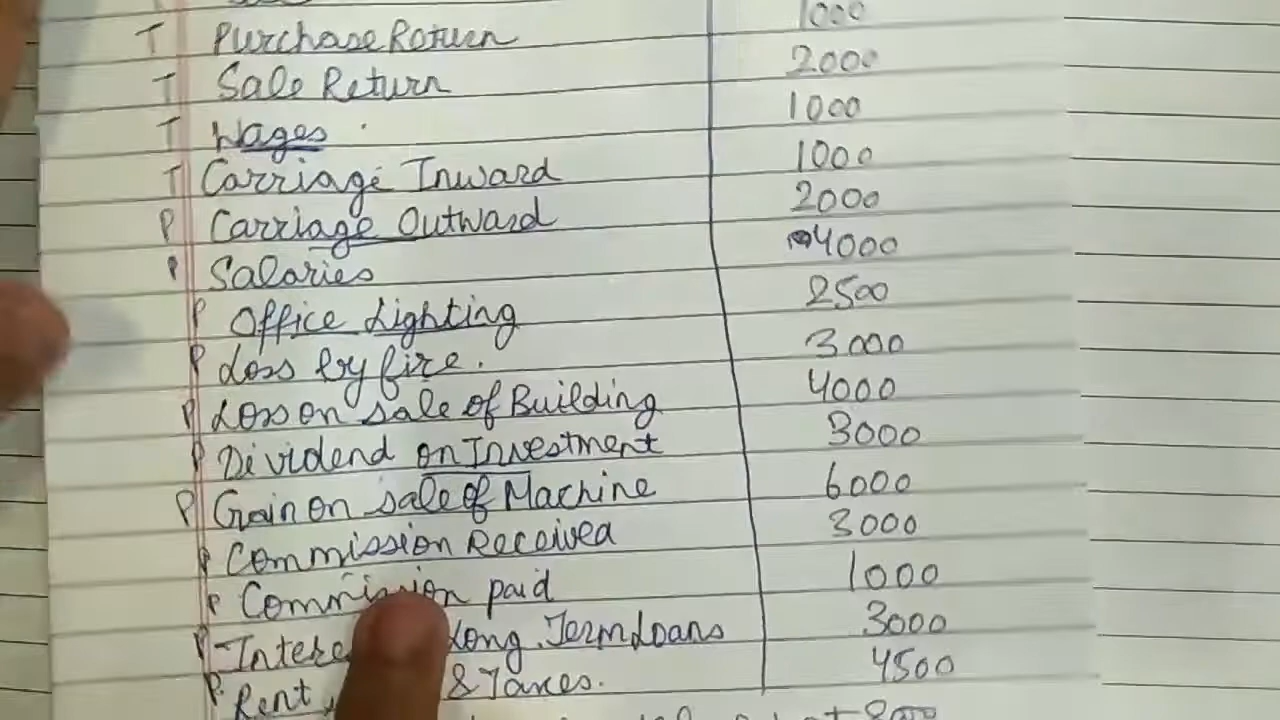 T Purchase Return 1000
T Sale Return 2000
T Wages 1000
T Carriage Inward 1000
P Carriage Outward 2000
P Salaries 4000
P Office Lighting 2500
P Loss by fire. 3000
P Loss on sale of Building 4000
P Dividend on Investment 3000
P Gain on sale of Machine 6000
P Commission Received 3000
P Commission paid 1000
P Long Term Loans 3000
P Rent & Taxes. 4500